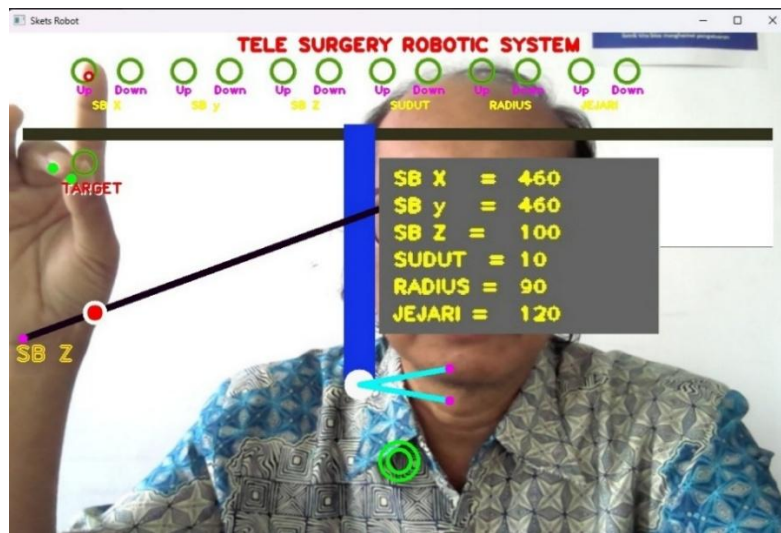 Skets Robot
TELE SURGERY ROBOTIC SYSTEM
Up Down Up Down Up Down Up Down Up Down Up Down
SB X SB y SB Z SUDUT RADIUS JEJARI
TARGET
SB X = 460
SB y = 460
SB Z = 100
SUDUT = 10
RADIUS = 90
JEJARI = 120
SB Z